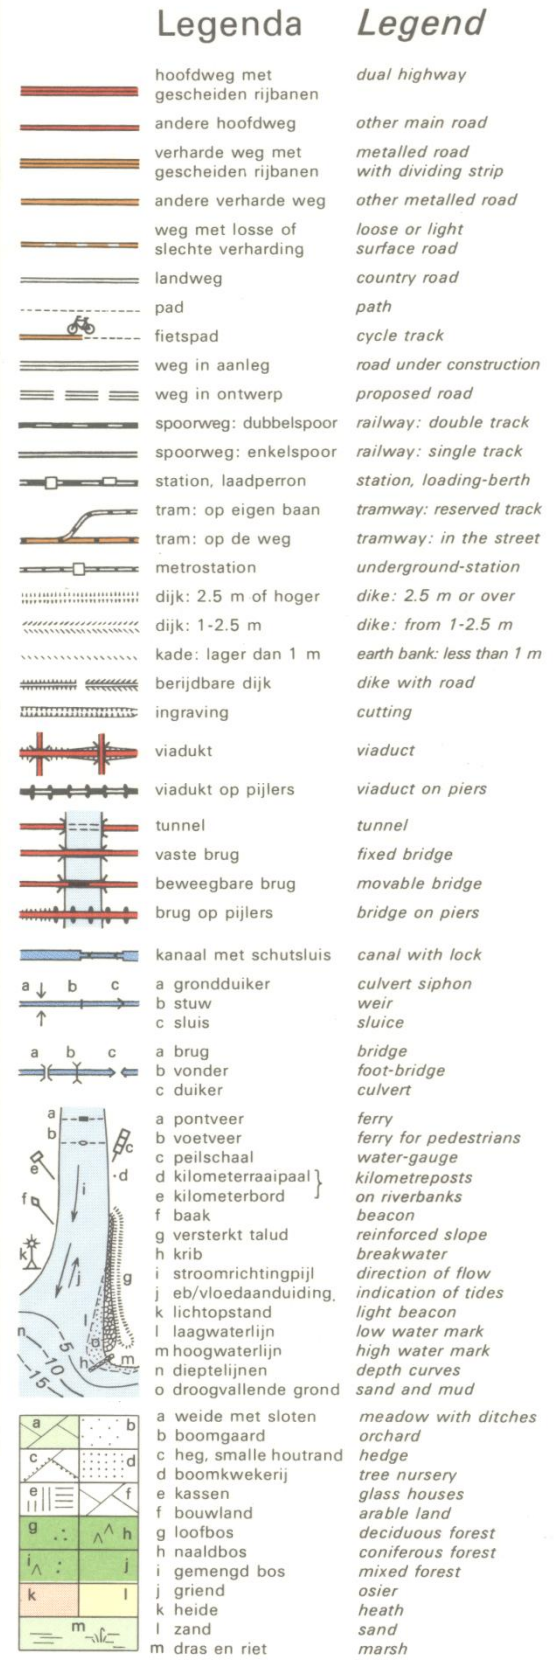 Legenda Legend
hoofdweg met dual highway
gescheiden rijbanen
andere hoofdweg other main road
verharde weg met metalled road
gescheiden rijbanen with dividing strip
andere verharde weg other metalled road
weg met losse of loose or light
slechte verharding surface road
landweg country road
pad path
fietspad cycle track
weg in aanleg road under construction
weg in ontwerp proposed road
spoorweg: dubbelspoor railway: double track
spoorweg: enkelspoor railway: single track
station, laadperron station, loading-berth
tram: op eigen baan tramway: reserved track
tram: op de weg tramway: in the street
metrostation underground-station
dijk: 2.5 m of hoger dike: 2.5 m or over
dijk: 1-2.5 m dike: from 1-2.5 m
kade: lager dan 1 m earth bank: less than 1 m
berijdbare dijk dike with road
ingraving cutting
viadukt viaduct
viadukt op pijlers viaduct on piers
tunnel tunnel
vaste brug fixed bridge
beweegbare brug movable bridge
brug op pijlers bridge on piers
kanaal met schutsluis canal with lock
a b c a grondduiker culvert siphon
b stuw weir
c sluis sluice
a b c a brug bridge
b vonder foot-bridge
c duiker culvert
a a pontveer ferry
b b voetveer ferry for pedestrians
c c peilschaal water-gauge
d d kilometerraaipaal } kilometreposts
e e kilometerbord } on riverbanks
i f baak beacon
f g versterkt talud reinforced slope
h krib breakwater
k j g i stroomrichtingpijl direction of flow
j eb/vloedaanduiding. indication of tides
k lichtopstand light beacon
l l laagwaterlijn low water mark
n -5 o m hoogwaterlijn high water mark
-10 h m n dieptelijnen depth curves
-15 o droogvallende grond sand and mud
a b a weide met sloten meadow with ditches
b boomgaard orchard
c d c heg, smalle houtrand hedge
d boomkwekerij tree nursery
e f e kassen glass houses
f bouwland arable land
g h g loofbos deciduous forest
h naaldbos coniferous forest
i j i gemengd bos mixed forest
j griend osier
k l k heide heath
l zand sand
m m dras en riet marsh